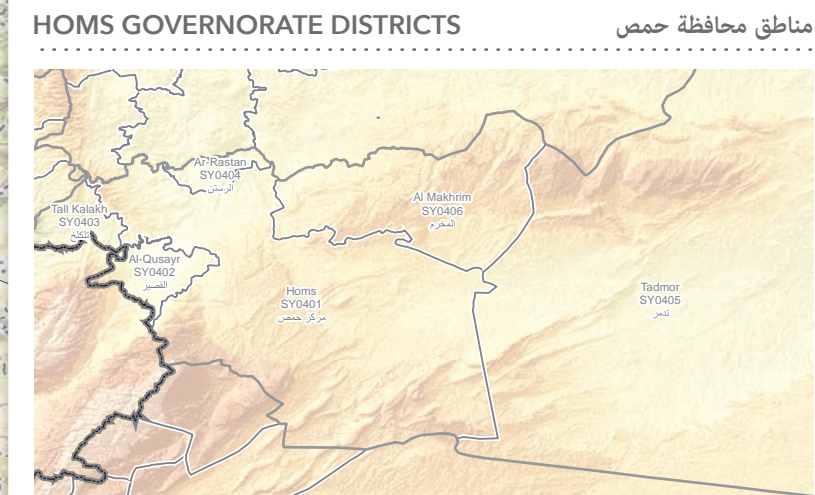 HOMS GOVERNORATE DISTRICTS
مناطق محافظة حمص
Ar-Rastan
SY0404
الرستن
Al Makhrim
SY0406
المخرم
Tall Kalakh
SY0403
تلكلخ
Al-Qusayr
SY0402
القصير
Homs
SY0401
مركز حمص
Tadmor
SY0405
تدمر